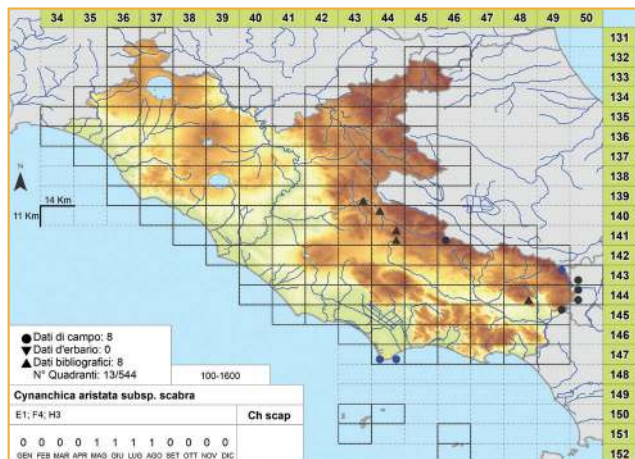 34 35 36 37 38 39 40 41 42 43 44 45 46 47 48 49 50
131
132
133
134
135
136
137
138
139
140
141
142
143
144
145
146
147
148
149
150
151
152
N
14 Km
11 Km
Dati di campo: 8
Dati d'erbario: 0
Dati bibliografici: 8
N° Quadranti: 13/544 100-1600
Cynanchica aristata subsp. scabra
E1; F4; H3 Ch scap
0 0 0 0 1 1 1 1 0 0 0 0
GEN FEB MAR APR MAG GIU LUG AGO SET OTT NOV DIC